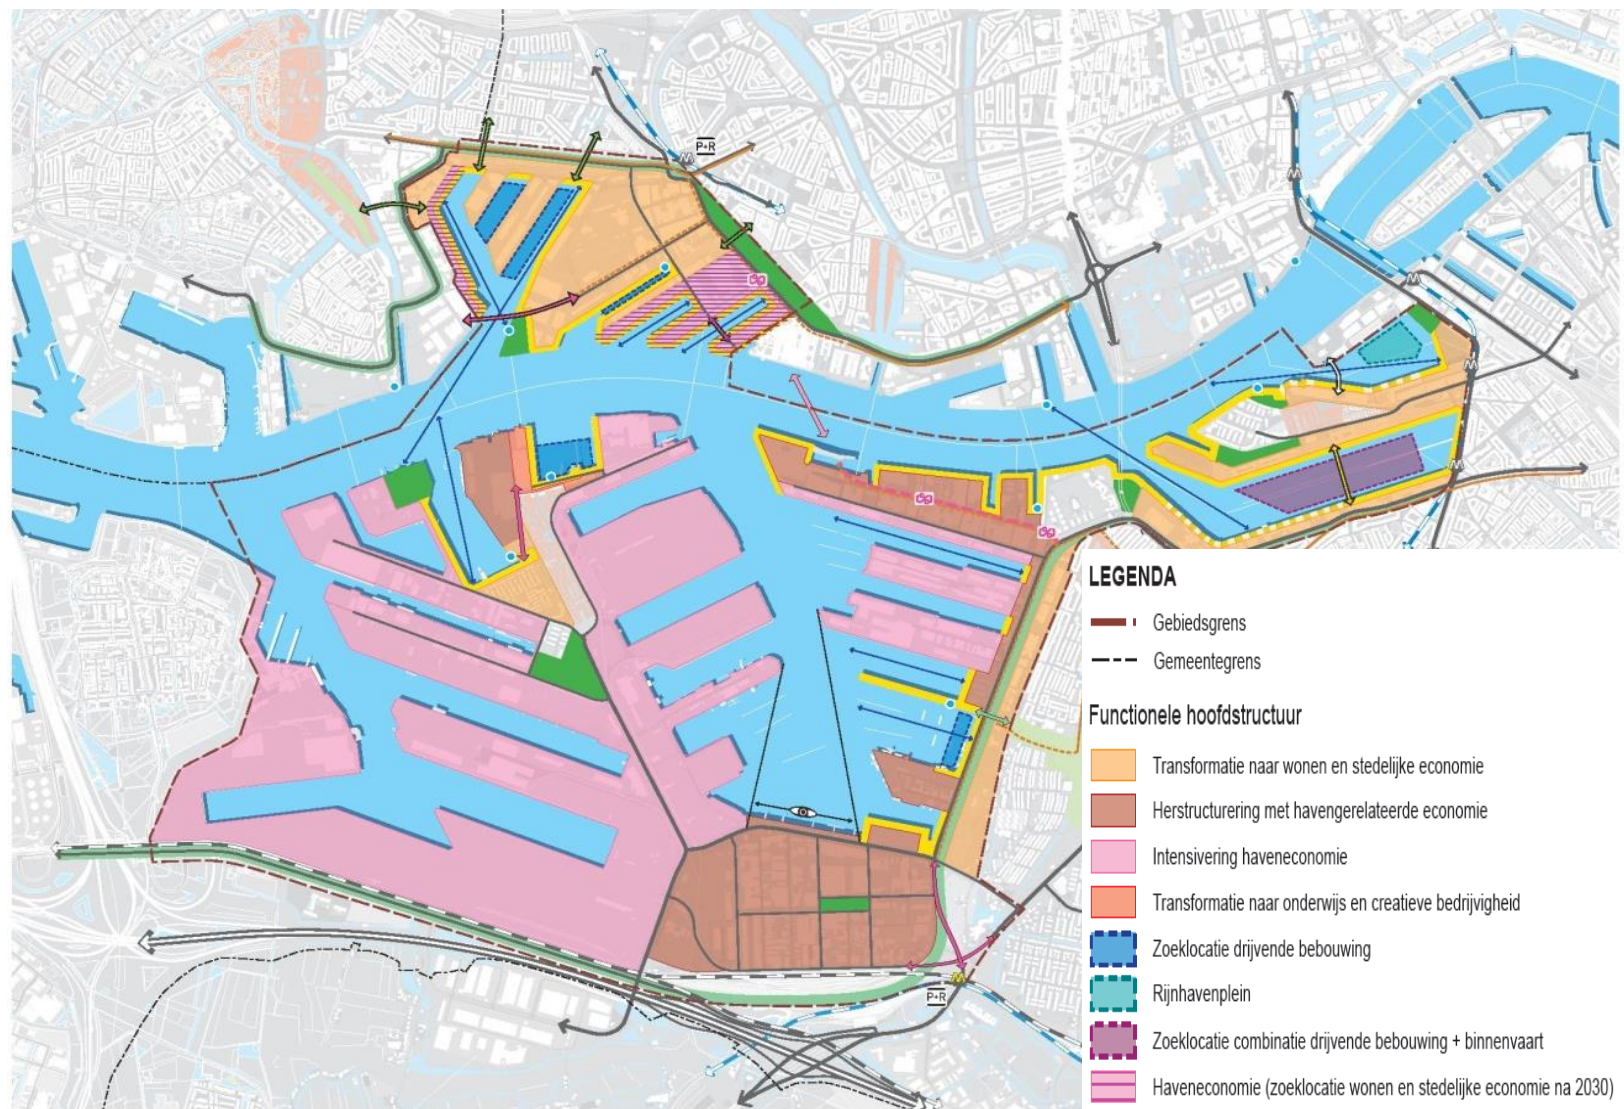 P+R
P+R
LEGENDA
Gebiedsgrens
Gemeentegrens
Functionele hoofdstructuur
Transformatie naar wonen en stedelijke economie
Herstructurering met havengerelateerde economie
Intensivering haveneconomie
Transformatie naar onderwijs en creatieve bedrijvigheid
Zoeklocatie drijvende bebouwing
Rijnhavenplein
Zoeklocatie combinatie drijvende bebouwing + binnenvaart
Haveneconomie (zoeklocatie wonen en stedelijke economie na 2030)